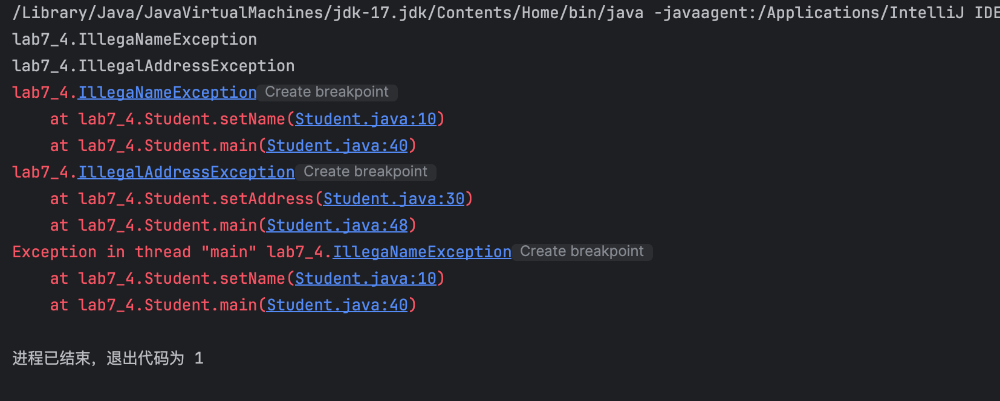 /Library/Java/JavaVirtualMachines/jdk-17.jdk/Contents/Home/bin/java -javaagent:/Applications/IntelliJ IDE
lab7_4.IllegaNameException
lab7_4.IllegalAddressException
lab7_4.IllegaNameException Create breakpoint
    at lab7_4.Student.setName(Student.java:10)
    at lab7_4.Student.main(Student.java:40)
lab7_4.IllegalAddressException Create breakpoint
    at lab7_4.Student.setAddress(Student.java:30)
    at lab7_4.Student.main(Student.java:48)
Exception in thread "main" lab7_4.IllegaNameException Create breakpoint
    at lab7_4.Student.setName(Student.java:10)
    at lab7_4.Student.main(Student.java:40)
进程已结束，退出代码为 1